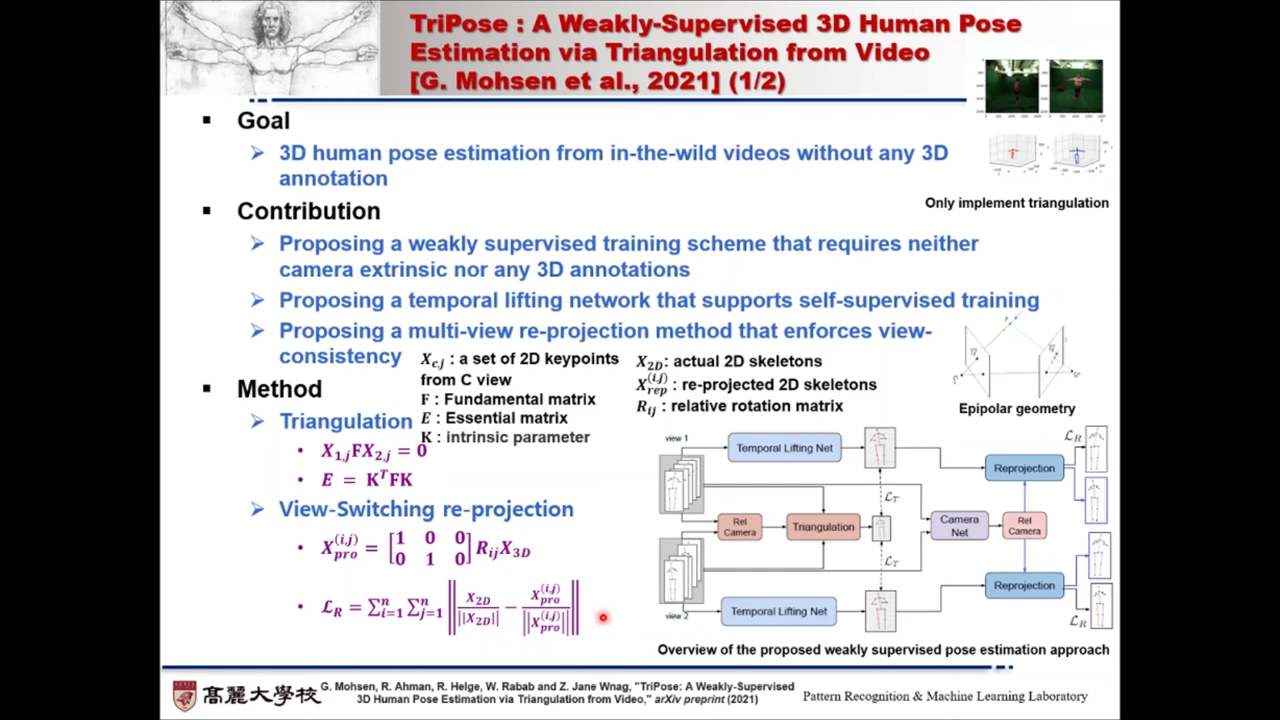 TriPose : A Weakly-Supervised 3D Human Pose
Estimation via Triangulation from Video
[G. Mohsen et al., 2021] (1/2)
Goal
3D human pose estimation from in-the-wild videos without any 3D
annotation
Only implement triangulation
Contribution
Proposing a weakly supervised training scheme that requires neither
camera extrinsic nor any 3D annotations
Proposing a temporal lifting network that supports self-supervised training
Proposing a multi-view re-projection method that enforces view-
consistency
X_{c,j} : a set of 2D keypoints
from C view
F : Fundamental matrix
E : Essential matrix
K : intrinsic parameter
X_{2D}: actual 2D skeletons
X_{rep}^{(i,j)} : re-projected 2D skeletons
R_{ij} : relative rotation matrix
Epipolar geometry
Method
Triangulation
X_{1,j}FX_{2,j} = 0
E = K^TFK
View-Switching re-projection
X_{pro}^{(i,j)} = [1 0 0
0 1 0] R_{ij}X_{3D}
ℒ_R = ∑_{i=1}^n ∑_{j=1}^n || X_{2D} / ||X_{2D}|| − X_{pro}^{(i,j)} / ||X_{pro}^{(i,j)}|| ||
view 1
Temporal Lifting Net
Reprojection
ℒ_R
ℒ_T
Rel
Camera
Triangulation
Camera
Net
Rel
Camera
ℒ_T
Reprojection
view 2
Temporal Lifting Net
ℒ_R
Overview of the proposed weakly supervised pose estimation approach
高麗大學校
G. Mohsen, R. Ahman, R. Helge, W. Rabab and Z. Jane Wnag, "TriPose: A Weakly-Supervised
3D Human Pose Estimation via Triangulation from Video," arXiv preprint (2021)
Pattern Recognition & Machine Learning Laboratory